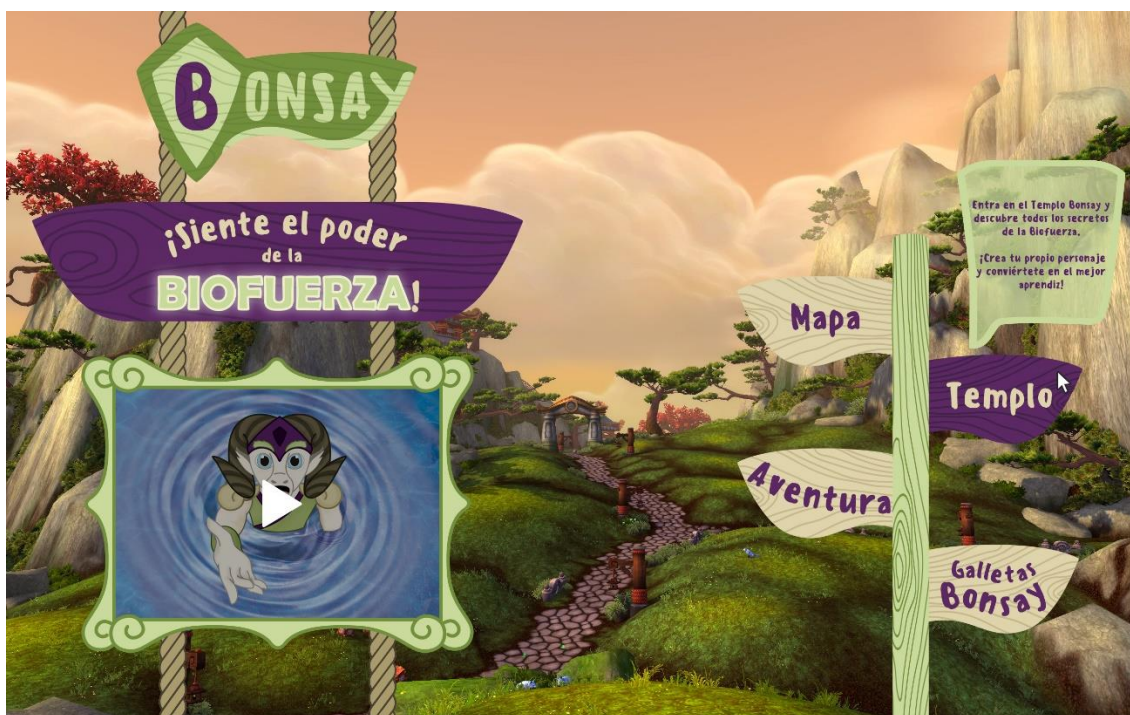 BONSAY
¡Siente el poder
de la
BIOFUERZA!
Entra en el Templo Bonsay y
descubre todos los secretos
de la Biofuerza,
¡Crea tu propio personaje
y conviértete en el mejor
aprendiz!
Mapa
Templo
Aventura
Galletas
Bonsay